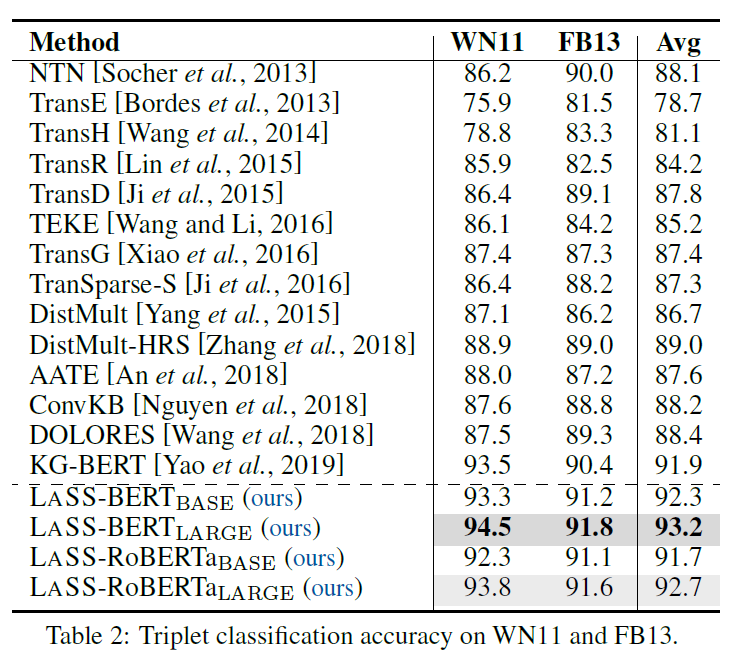 Method WN11 FB13 Avg
NTN [Socher et al., 2013] 86.2 90.0 88.1
TransE [Bordes et al., 2013] 75.9 81.5 78.7
TransH [Wang et al., 2014] 78.8 83.3 81.1
TransR [Lin et al., 2015] 85.9 82.5 84.2
TransD [Ji et al., 2015] 86.4 89.1 87.8
TEKE [Wang and Li, 2016] 86.1 84.2 85.2
TransG [Xiao et al., 2016] 87.4 87.3 87.4
TranSparse-S [Ji et al., 2016] 86.4 88.2 87.3
DistMult [Yang et al., 2015] 87.1 86.2 86.7
DistMult-HRS [Zhang et al., 2018] 88.9 89.0 89.0
AATE [An et al., 2018] 88.0 87.2 87.6
ConvKB [Nguyen et al., 2018] 87.6 88.8 88.2
DOLORES [Wang et al., 2018] 87.5 89.3 88.4
KG-BERT [Yao et al., 2019] 93.5 90.4 91.9
LASS-BERTBASE (ours) 93.3 91.2 92.3
LASS-BERTLARGE (ours) 94.5 91.8 93.2
LASS-RoBERTaBASE (ours) 92.3 91.1 91.7
LASS-RoBERTaLARGE (ours) 93.8 91.6 92.7
Table 2: Triplet classification accuracy on WN11 and FB13.